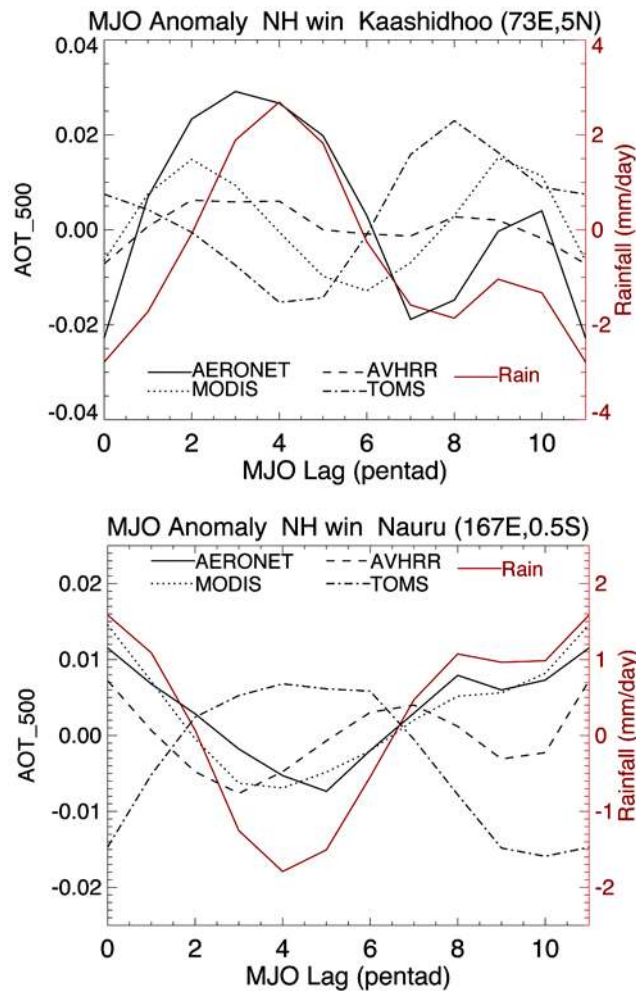 MJO Anomaly NH win Kaashidhoo (73E,5N)
0.04
0.02
0.00
-0.02
-0.04
AOT_500
4
2
0
-2
-4
Rainfall (mm/day)
AERONET
AVHRR
Rain
MODIS
TOMS
0 2 4 6 8 10
MJO Lag (pentad)
MJO Anomaly NH win Nauru (167E,0.5S)
AERONET
AVHRR
Rain
MODIS
TOMS
0.02
0.01
0.00
-0.01
-0.02
AOT_500
2
1
0
-1
-2
Rainfall (mm/day)
0 2 4 6 8 10
MJO Lag (pentad)